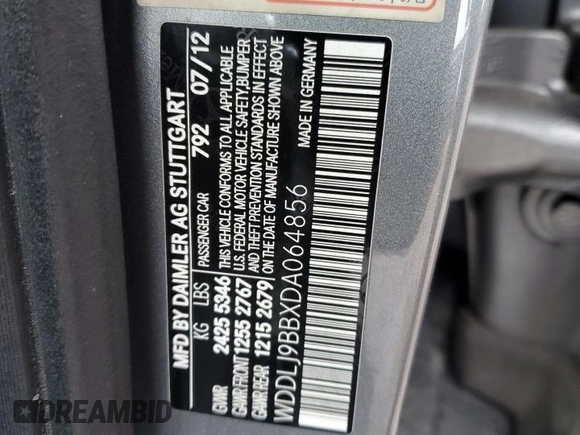 MFD BY DAIMLER AG STUTTGART
KG LBS PASSENGER CAR 792 07/12
GVWR 2425 5346 THIS VEHICLE CONFORMS TO ALL APPLICABLE
GAWR FRONT 1255 2767 U.S. FEDERAL MOTOR VEHICLE SAFETY, BUMPER
GAWR REAR 1215 2679 AND THEFT PREVENTION STANDARDS IN EFFECT
ON THE DATE OF MANUFACTURE SHOWN ABOVE
WDDLJ9BBXDA064856 MADE IN GERMANY
DREAMBID